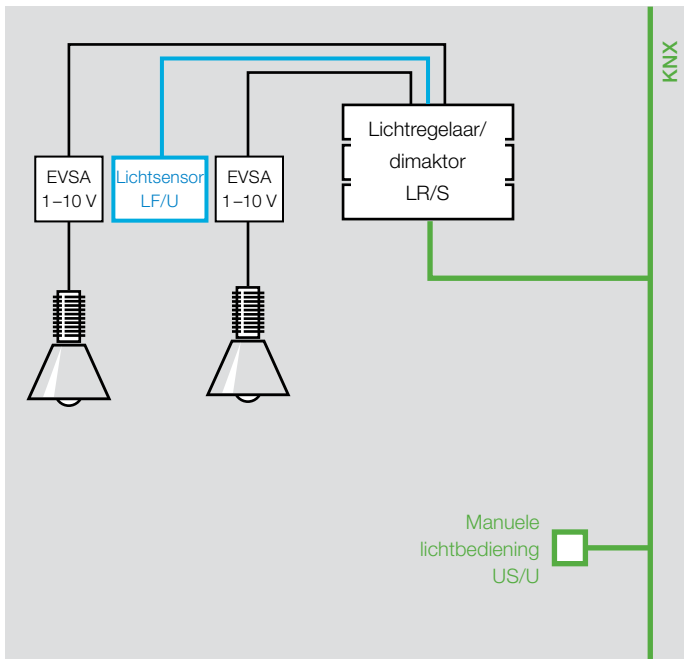 KNX
Lichtregelaar/
dimaktor
LR/S
EVSA
1–10 V
Lichtsensor
LF/U
EVSA
1–10 V
Manuele
lichtbediening
US/U